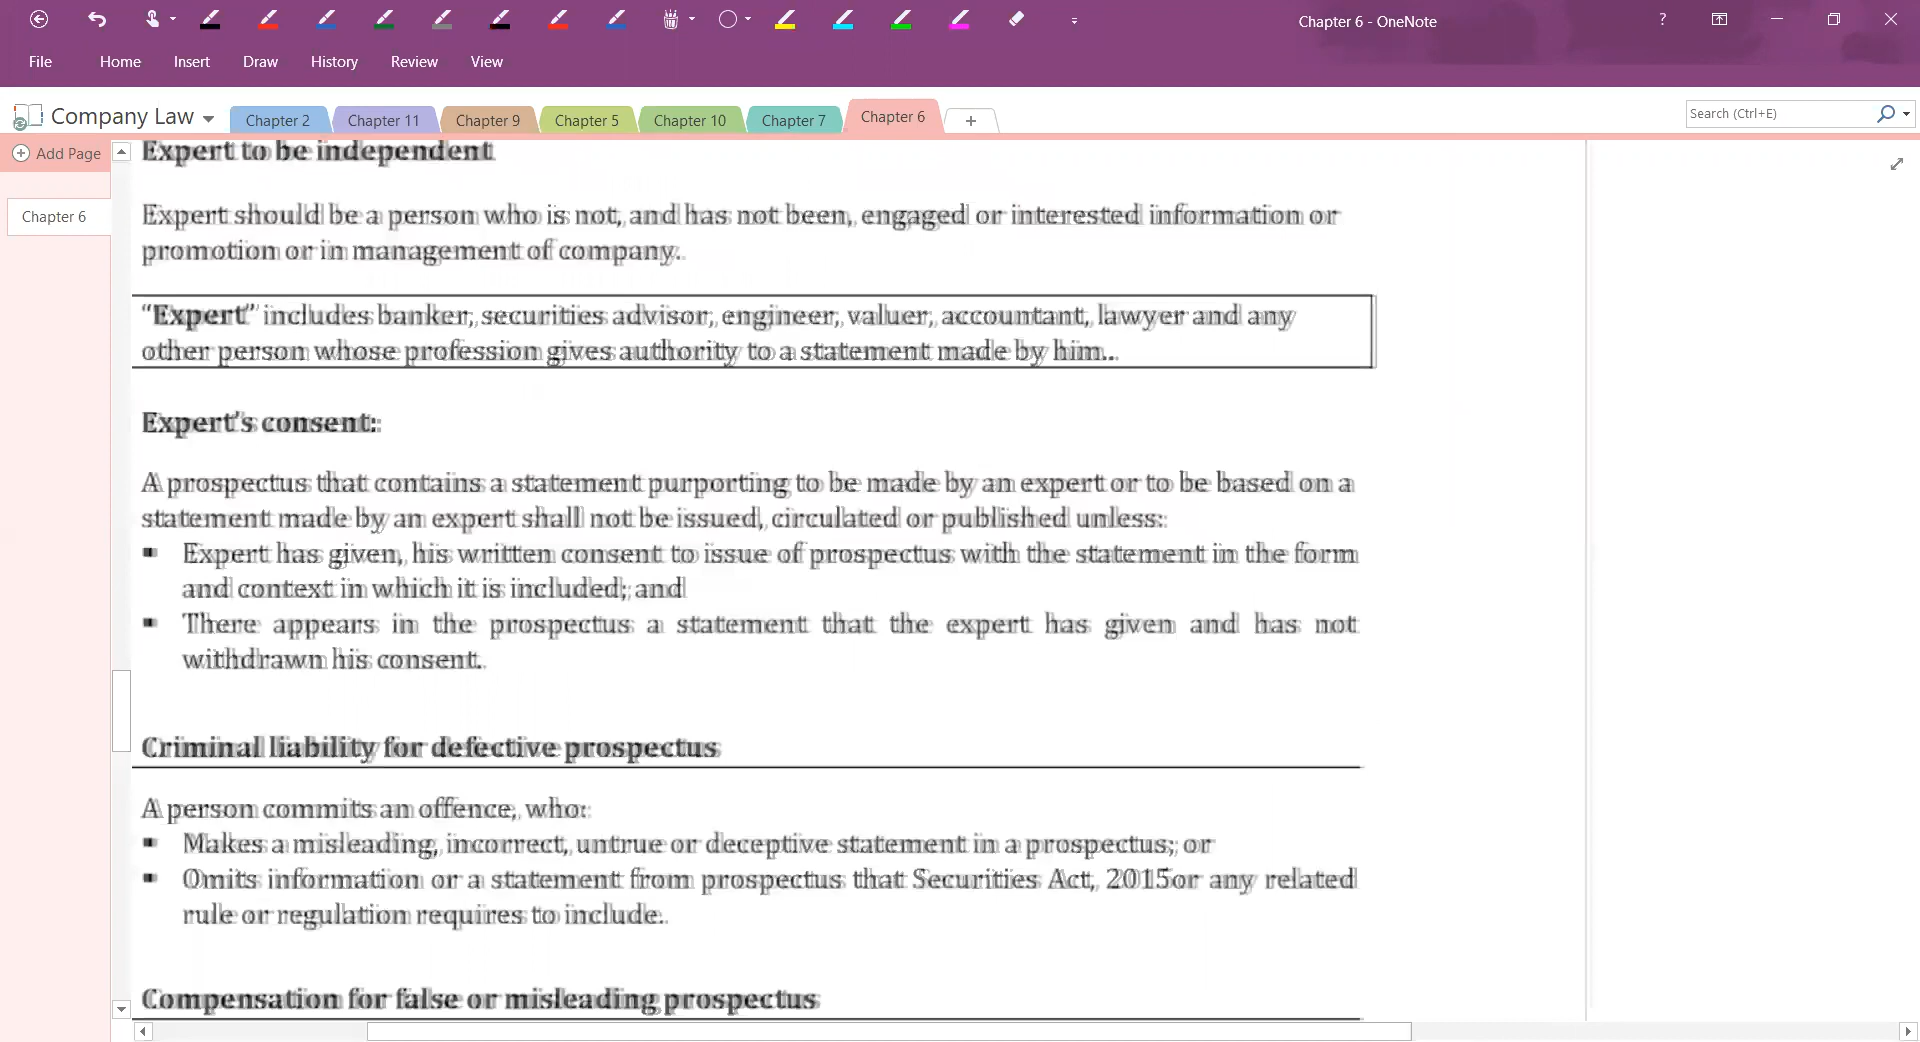 Chapter 6 - OneNote
?
File Home Insert Draw History Review View
Company Law
Chapter 2
Chapter 11
Chapter 9
Chapter 5
Chapter 10
Chapter 7
Chapter 6
+
Search (Ctrl+E)
Add Page
Chapter 6
Expert to be independent
Expert should be a person who is not, and has not been, engaged or interested information or
promotion or in management of company.
“Expert” includes banker, securities advisor, engineer, valuer, accountant, lawyer and any
other person whose profession gives authority to a statement made by him..
Expert’s consent:
A prospectus that contains a statement purporting to be made by an expert or to be based on a
statement made by an expert shall not be issued, circulated or published unless:
▪ Expert has given, his written consent to issue of prospectus with the statement in the form
and context in which it is included; and
▪ There appears in the prospectus a statement that the expert has given and has not
withdrawn his consent.
Criminal liability for defective prospectus
A person commits an offence, who:
▪ Makes a misleading, incorrect, untrue or deceptive statement in a prospectus; or
▪ Omits information or a statement from prospectus that Securities Act, 2015or any related
rule or regulation requires to include.
Compensation for false or misleading prospectus